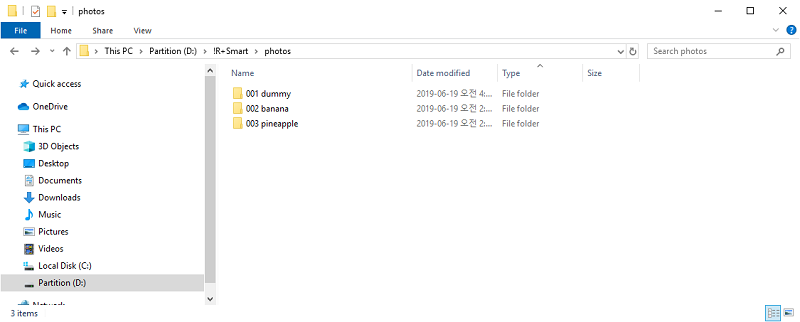 photos
File Home Share View
This PC Partition (D:) !R+Smart photos
Search photos
Name Date modified Type Size
Quick access
OneDrive
This PC
3D Objects
Desktop
Documents
Downloads
Music
Pictures
Videos
Local Disk (C:)
Partition (D:)
001 dummy 2019-06-19 오전 4:... File folder
002 banana 2019-06-19 오전 2:... File folder
003 pineapple 2019-06-19 오전 2:... File folder
3 items